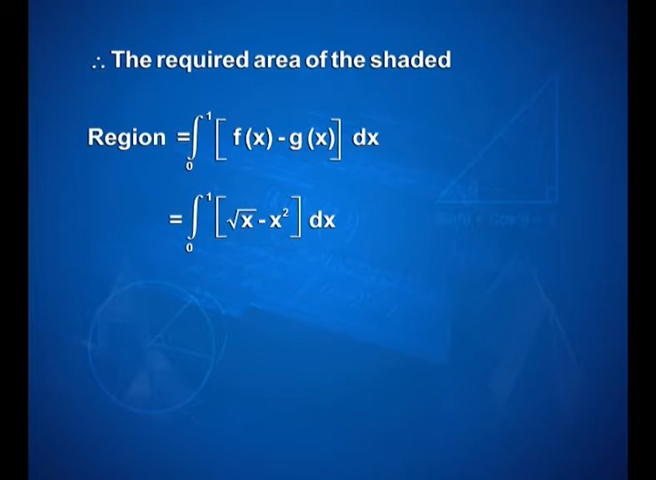 ∴ The required area of the shaded
Region = ∫₀¹ [ f(x) - g(x) ] dx
= ∫₀¹ [ √x - x² ] dx